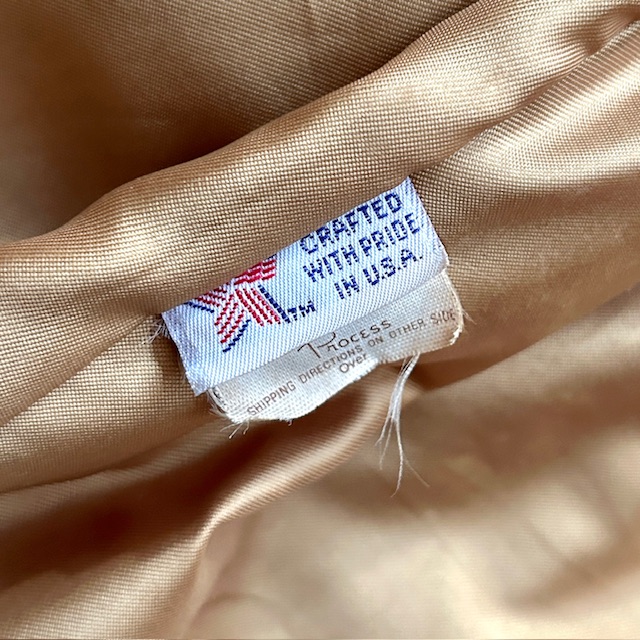 CRAFTED
WITH PRIDE
IN U.S.A.
TM
Process
SHIPPING DIRECTIONS ON OTHER SIDE
Over